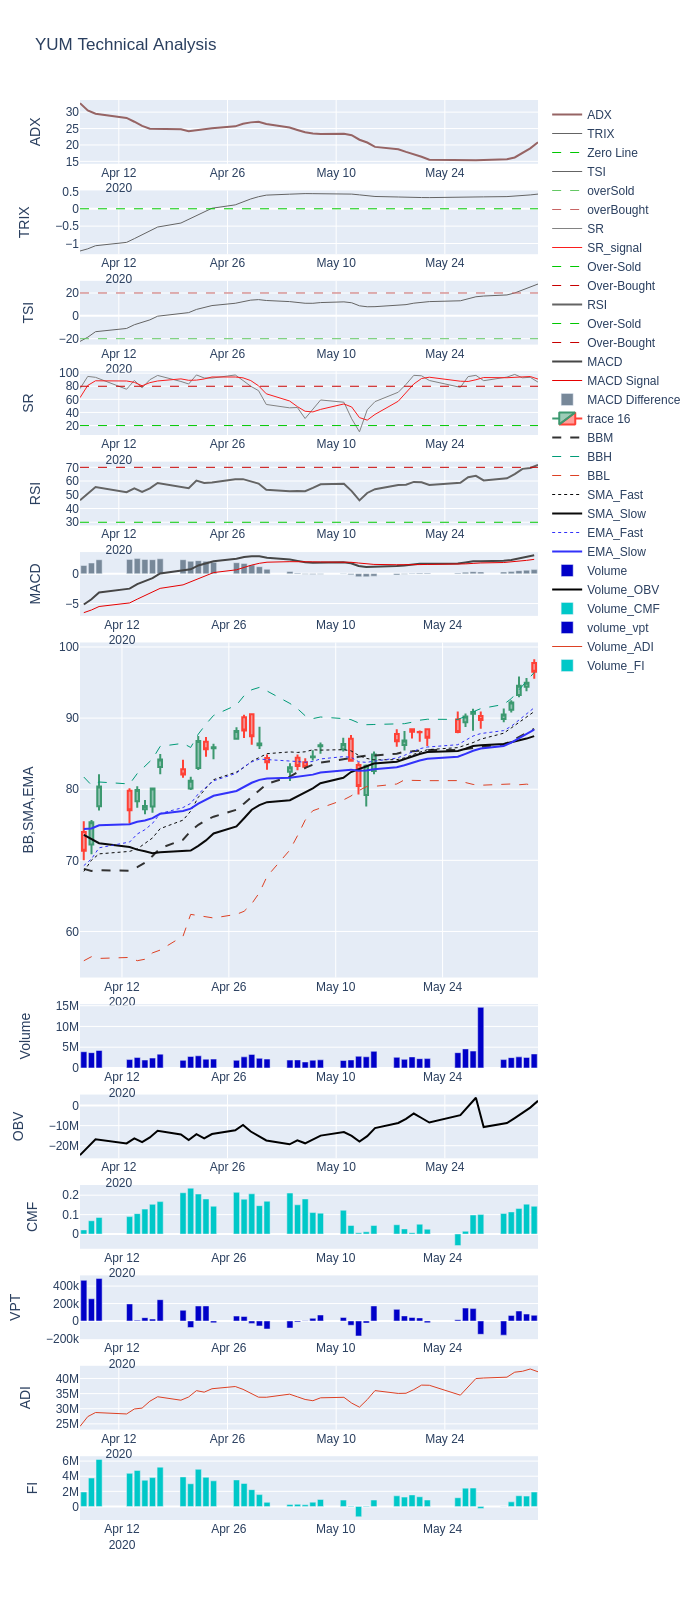 YUM Technical Analysis
ADX
30
25
20
15
Apr 12
2020
Apr 26
May 10
May 24
TRIX
0.5
0
−0.5
−1
Apr 12
2020
Apr 26
May 10
May 24
TSI
20
0
−20
Apr 12
2020
Apr 26
May 10
May 24
SR
100
80
60
40
20
Apr 12
2020
Apr 26
May 10
May 24
RSI
70
60
50
40
30
Apr 12
2020
Apr 26
May 10
May 24
MACD
0
−5
Apr 12
2020
Apr 26
May 10
May 24
BB,SMA,EMA
100
90
80
70
60
Apr 12
2020
Apr 26
May 10
May 24
Volume
15M
10M
5M
0
Apr 12
2020
Apr 26
May 10
May 24
OBV
0
−10M
−20M
Apr 12
2020
Apr 26
May 10
May 24
CMF
0.2
0.1
0
Apr 12
2020
Apr 26
May 10
May 24
VPT
400k
200k
0
−200k
Apr 12
2020
Apr 26
May 10
May 24
ADI
40M
35M
30M
25M
Apr 12
2020
Apr 26
May 10
May 24
FI
6M
4M
2M
0
Apr 12
2020
Apr 26
May 10
May 24
ADX
TRIX
Zero Line
TSI
overSold
overBought
SR
SR_signal
Over-Sold
Over-Bought
RSI
Over-Sold
Over-Bought
MACD
MACD Signal
MACD Difference
trace 16
BBM
BBH
BBL
SMA_Fast
SMA_Slow
EMA_Fast
EMA_Slow
Volume
Volume_OBV
Volume_CMF
volume_vpt
Volume_ADI
Volume_FI